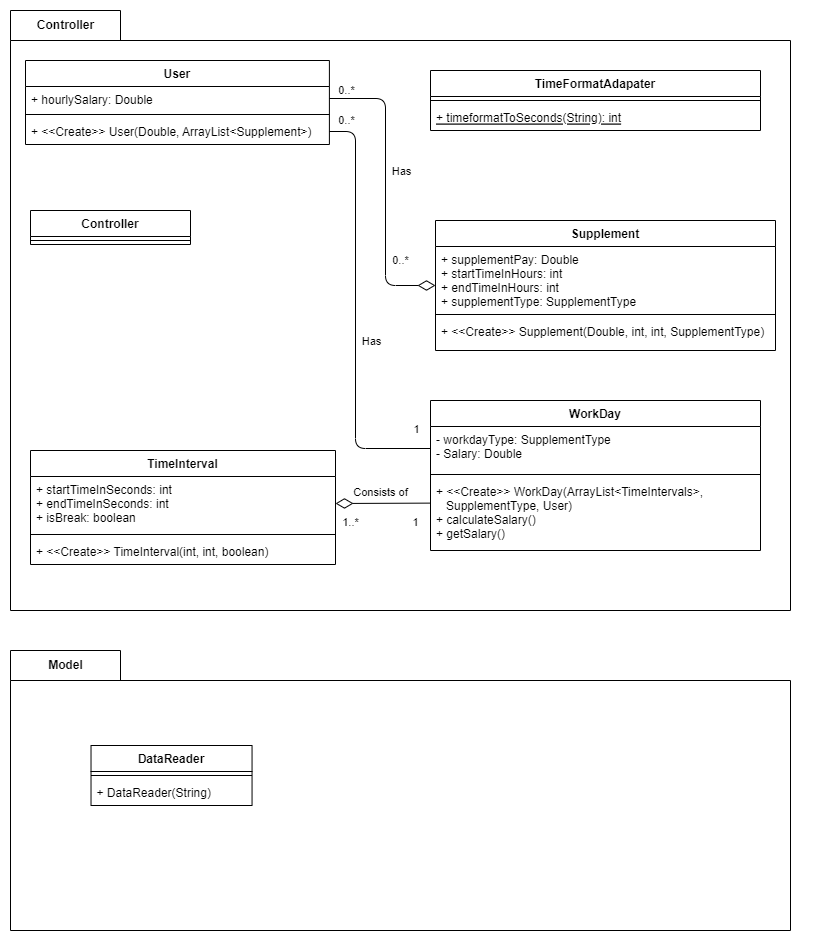 Controller
User
+ hourlySalary: Double
+ <<Create>> User(Double, ArrayList<Supplement>)
0..*
0..*
TimeFormatAdapater
+ timeformatToSeconds(String): int
Has
Controller
Supplement
+ supplementPay: Double
+ startTimeInHours: int
+ endTimeInHours: int
+ supplementType: SupplementType
+ <<Create>> Supplement(Double, int, int, SupplementType)
0..*
Has
WorkDay
- workdayType: SupplementType
- Salary: Double
+ <<Create>> WorkDay(ArrayList<TimeIntervals>,
SupplementType, User)
+ calculateSalary()
+ getSalary()
1
TimeInterval
+ startTimeInSeconds: int
+ endTimeInSeconds: int
+ isBreak: boolean
+ <<Create>> TimeInterval(int, int, boolean)
Consists of
1..*
1
Model
DataReader
+ DataReader(String)